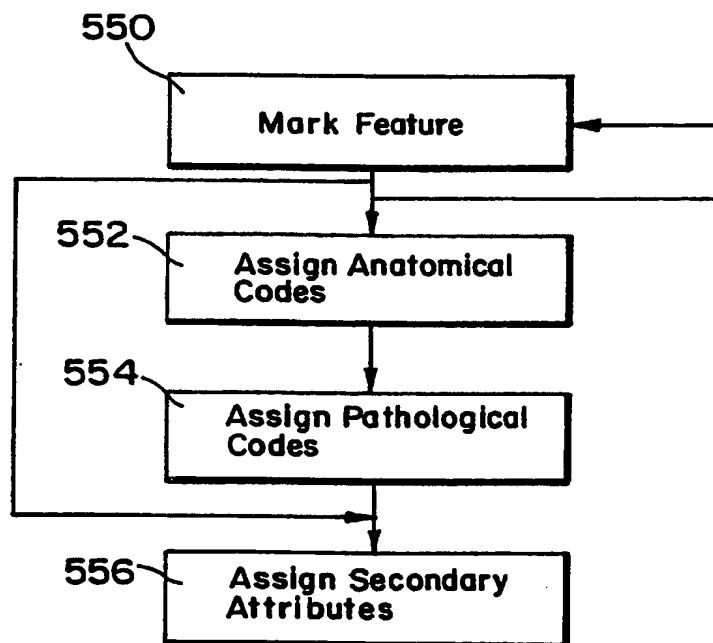 550
Mark Feature
552
Assign Anatomical
Codes
554
Assign Pathological
Codes
556
Assign Secondary
Attributes